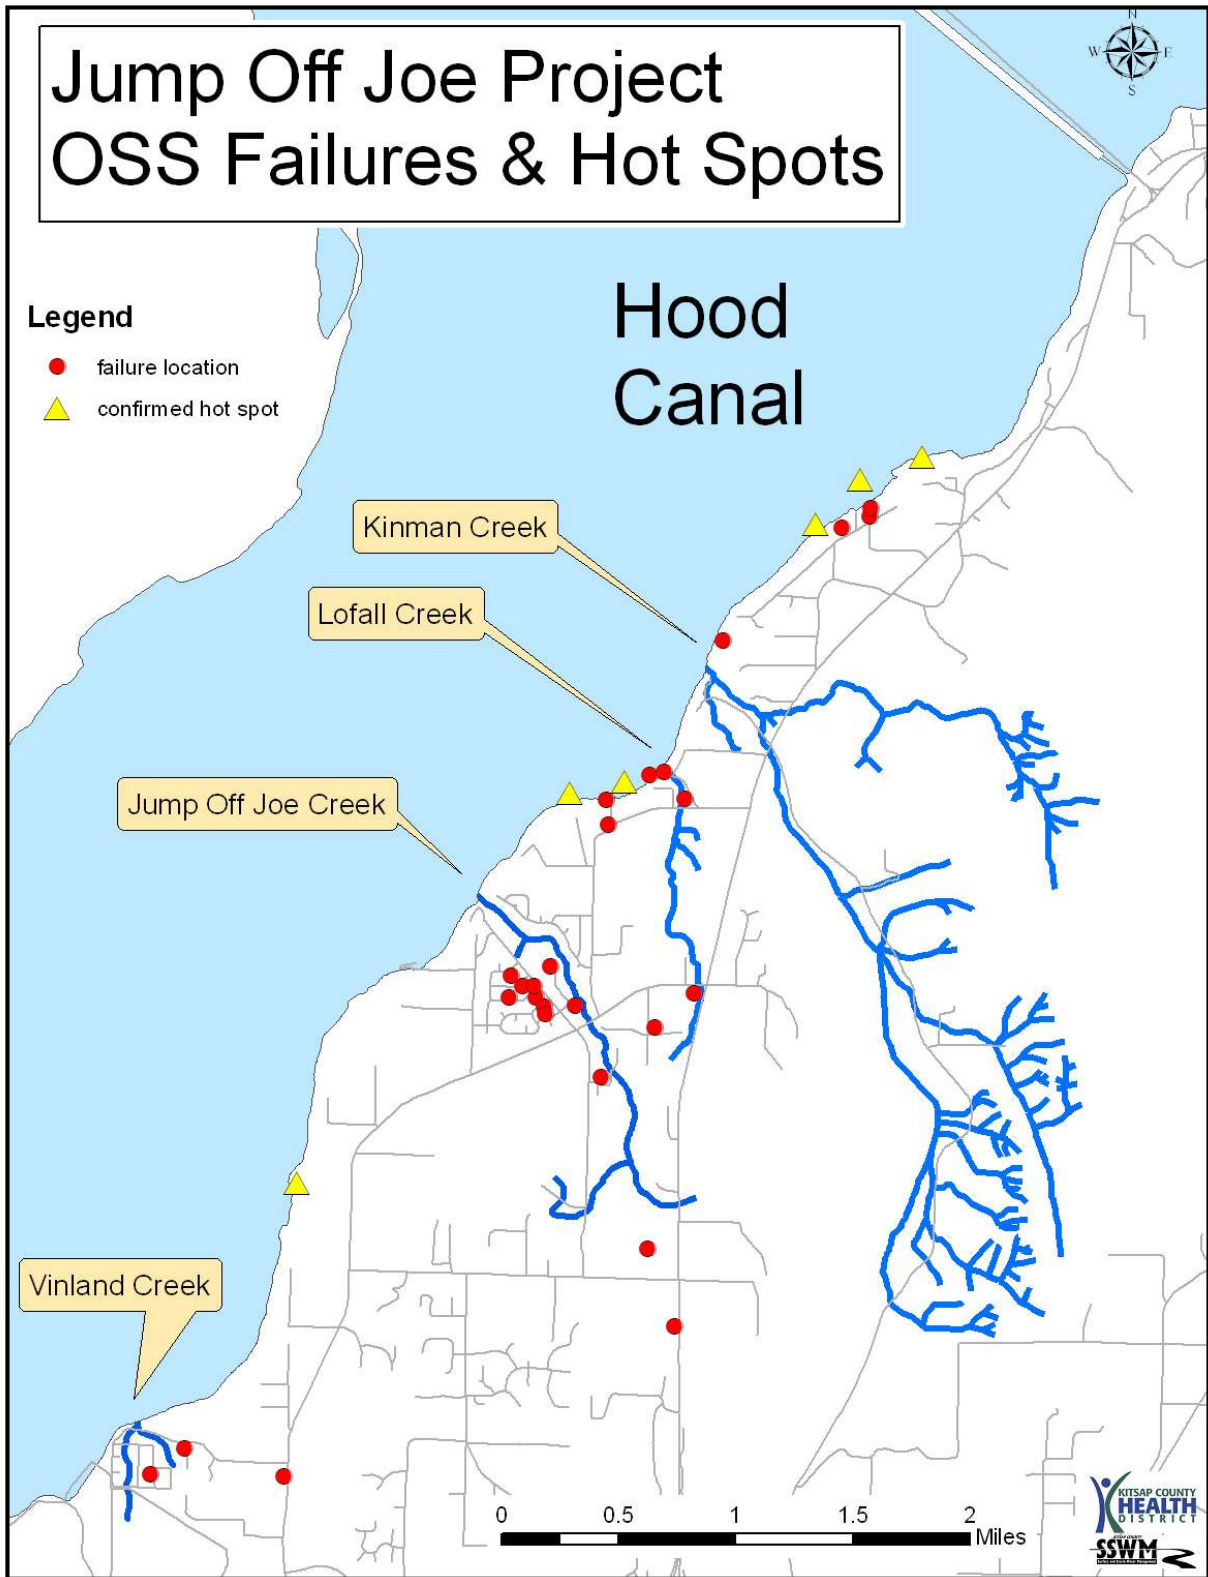 Jump Off Joe Project
OSS Failures & Hot Spots
N
W E
S
Hood
Canal
Legend
failure location
confirmed hot spot
Kinman Creek
Lofall Creek
Jump Off Joe Creek
Vinland Creek
0 0.5 1 1.5 2
Miles
KITSAP COUNTY
HEALTH
DISTRICT
SSWM